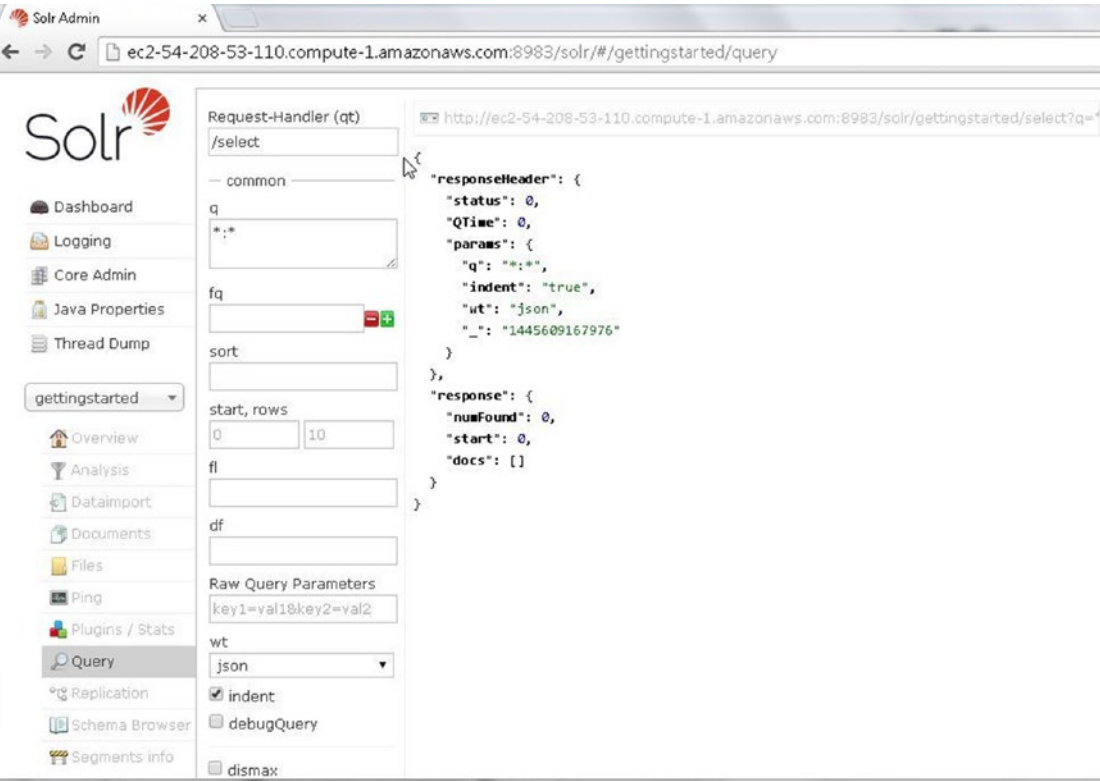 Solr Admin
ec2-54-208-53-110.compute-1.amazonaws.com:8983/solr/#/gettingstarted/query
Solr
Dashboard
Logging
Core Admin
Java Properties
Thread Dump
gettingstarted
Overview
Analysis
Dataimport
Documents
Files
Ping
Plugins / Stats
Query
Replication
Schema Browser
Segments info
Request-Handler (qt)
/select
common
q
*:*
fq
sort
start, rows
0 10
fl
df
Raw Query Parameters
key1=val1&key2=val2
wt
json
indent
debugQuery
dismax
http://ec2-54-208-53-110.compute-1.amazonaws.com:8983/solr/gettingstarted/select?q=*
{
"responseHeader": {
"status": 0,
"QTime": 0,
"params": {
"q": "*:*",
"indent": "true",
"wt": "json",
"_": "1445609167976"
}
},
"response": {
"numFound": 0,
"start": 0,
"docs": []
}
}